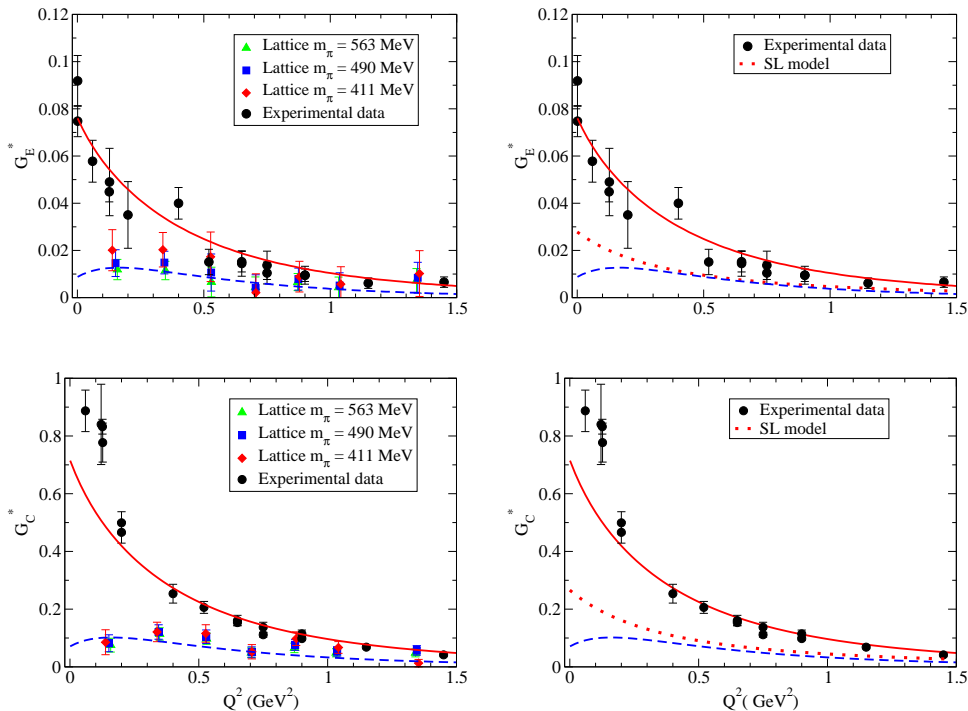 0.12
0.1
0.08
0.06
0.04
0.02
0
G_E^*
Lattice m_π = 563 MeV
Lattice m_π = 490 MeV
Lattice m_π = 411 MeV
Experimental data
0 0.5 1 1.5
0.12
0.1
0.08
0.06
0.04
0.02
0
G_E^*
Experimental data
SL model
0 0.5 1 1.5
1
0.8
0.6
0.4
0.2
0
G_C^*
Lattice m_π = 563 MeV
Lattice m_π = 490 MeV
Lattice m_π = 411 MeV
Experimental data
0 0.5 1 1.5
Q^2 (GeV^2)
1
0.8
0.6
0.4
0.2
0
G_C^*
Experimental data
SL model
0 0.5 1 1.5
Q^2( GeV^2)